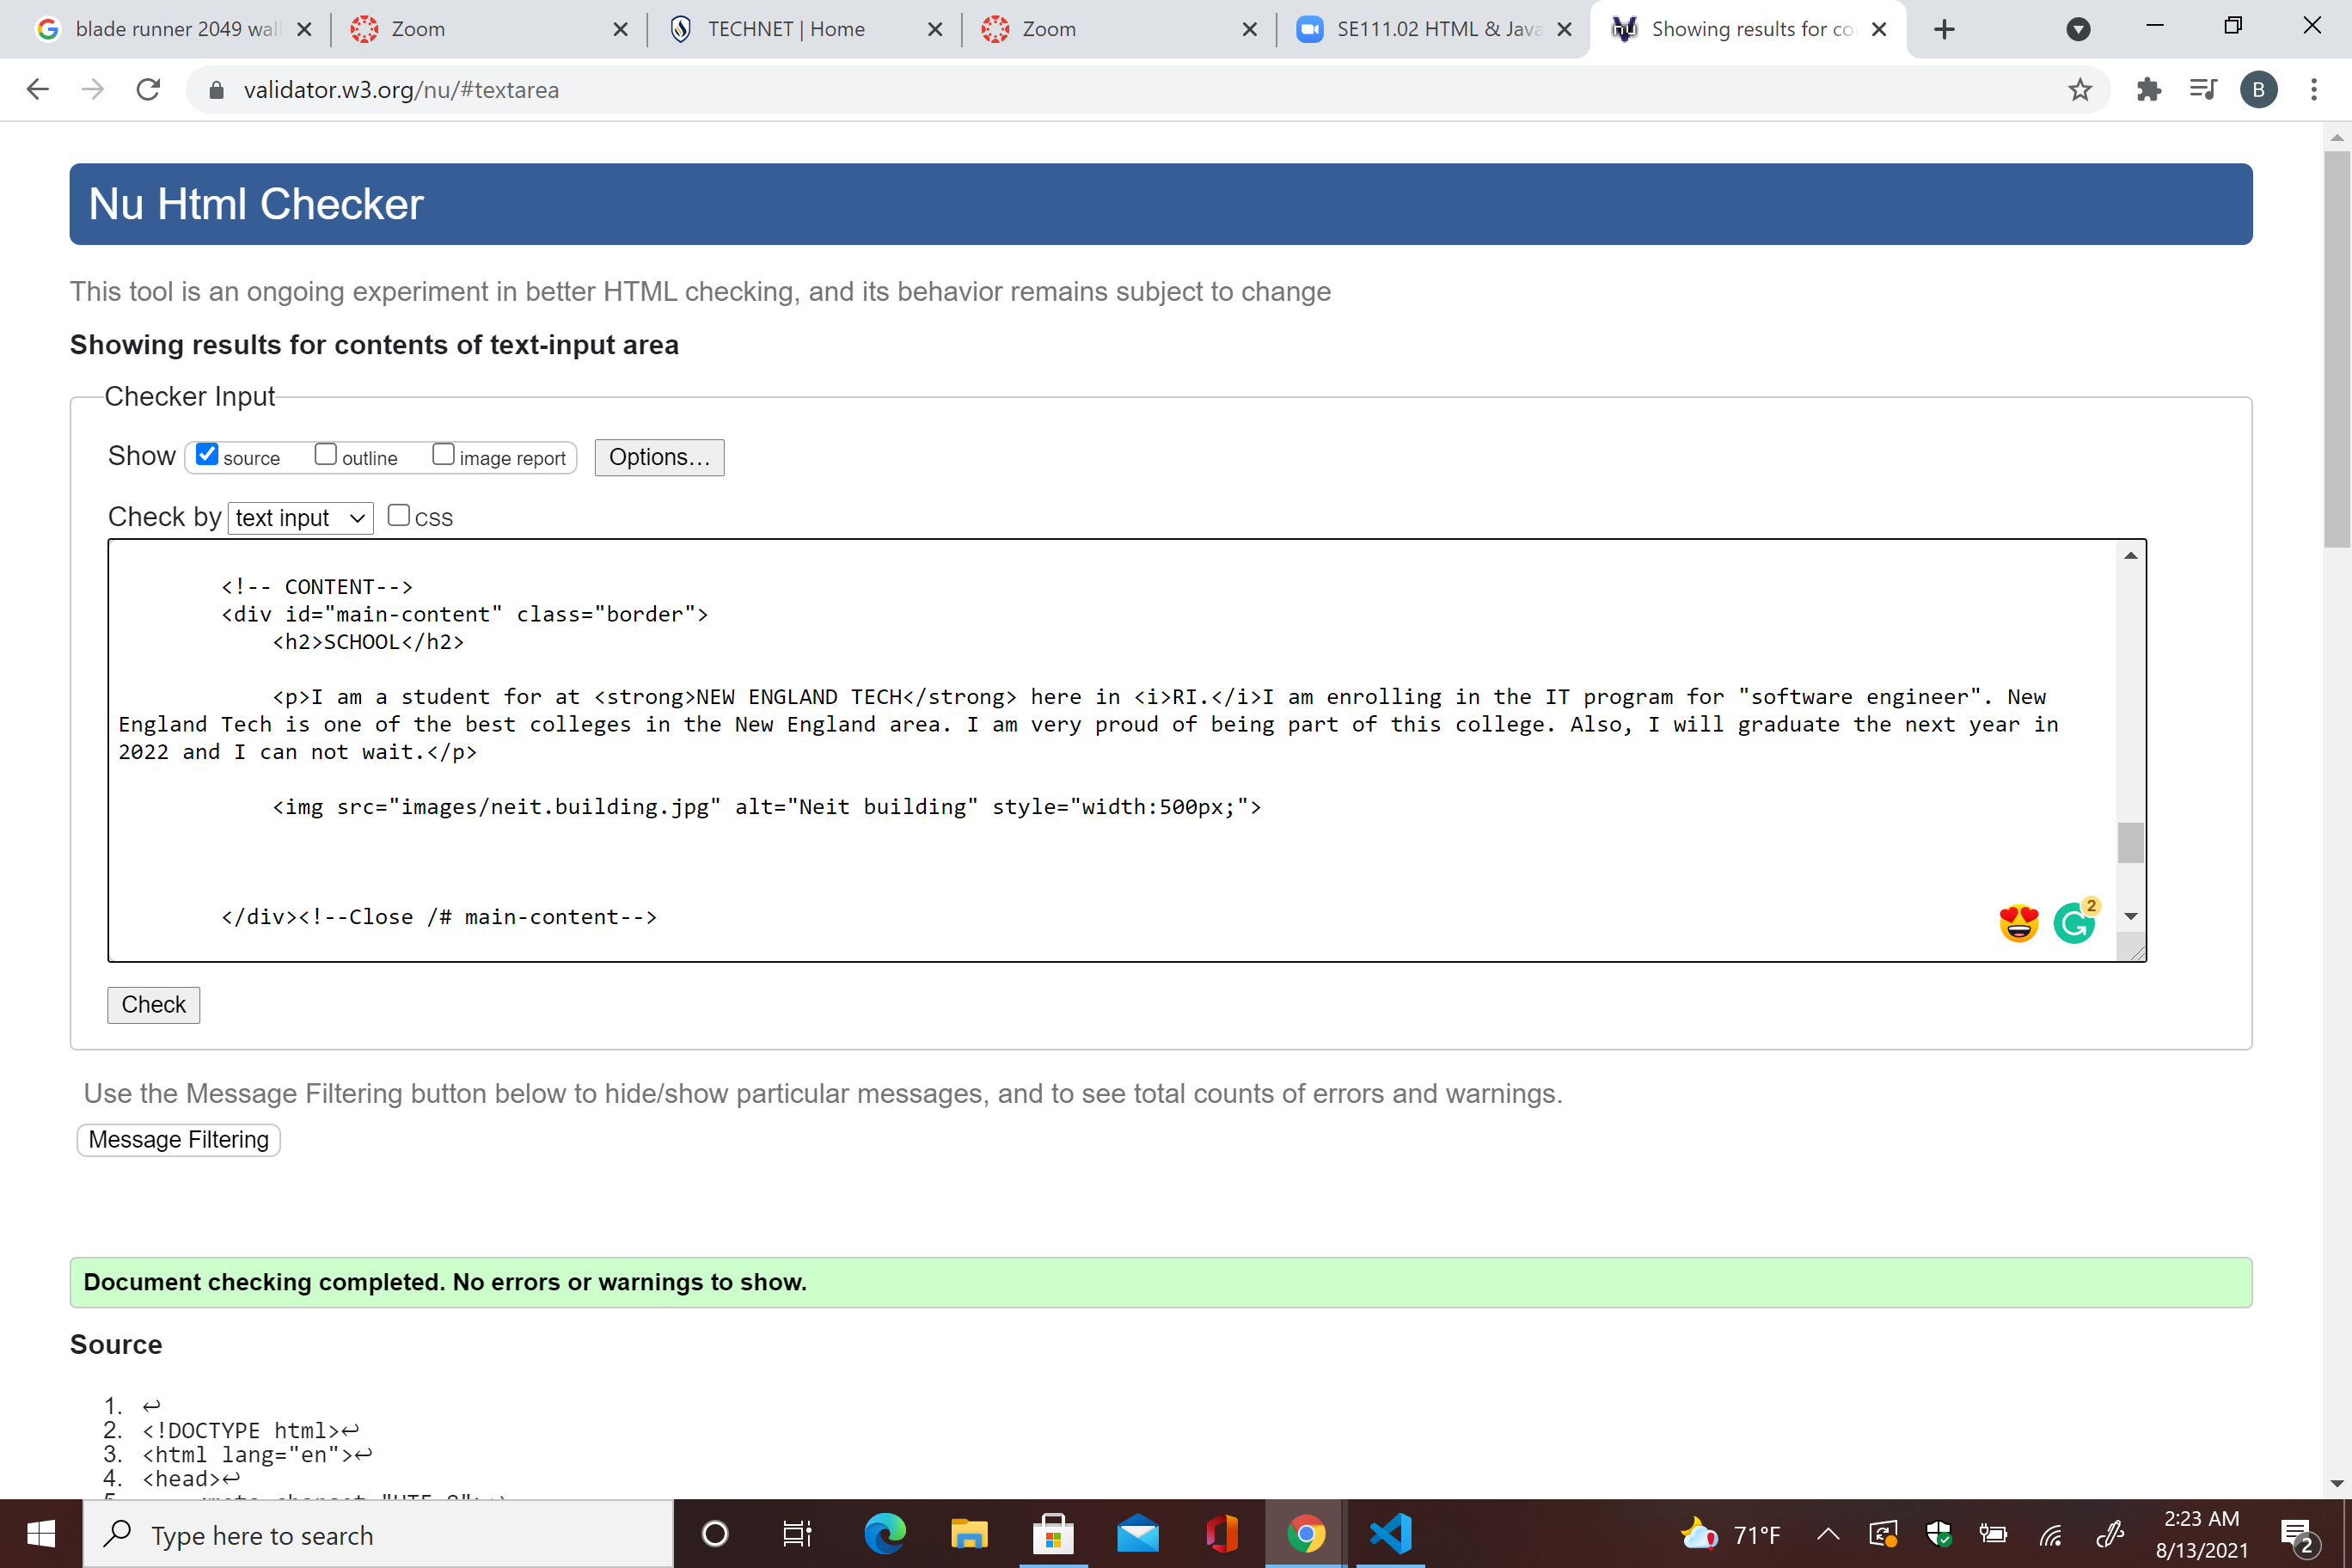 blade runner 2049 wal
Zoom
TECHNET | Home
Zoom
SE111.02 HTML & Java
Showing results for co
validator.w3.org/nu/#textarea
B
Nu Html Checker
This tool is an ongoing experiment in better HTML checking, and its behavior remains subject to change
Showing results for contents of text-input area
Checker Input
Show source outline image report Options...
Check by text input css
<!-- CONTENT-->
<div id="main-content" class="border">
<h2>SCHOOL</h2>
<p>I am a student for at <strong>NEW ENGLAND TECH</strong> here in <i>RI.</i>I am enrolling in the IT program for "software engineer". New
England Tech is one of the best colleges in the New England area. I am very proud of being part of this college. Also, I will graduate the next year in
2022 and I can not wait.</p>
<img src="images/neit.building.jpg" alt="Neit building" style="width:500px;">
</div><!--Close /# main-content-->
2
Check
Use the Message Filtering button below to hide/show particular messages, and to see total counts of errors and warnings.
Message Filtering
Document checking completed. No errors or warnings to show.
Source
1. ↩
2. <!DOCTYPE html>↩
3. <html lang="en">↩
4. <head>↩
Type here to search
71°F
2:23 AM
8/13/2021
2